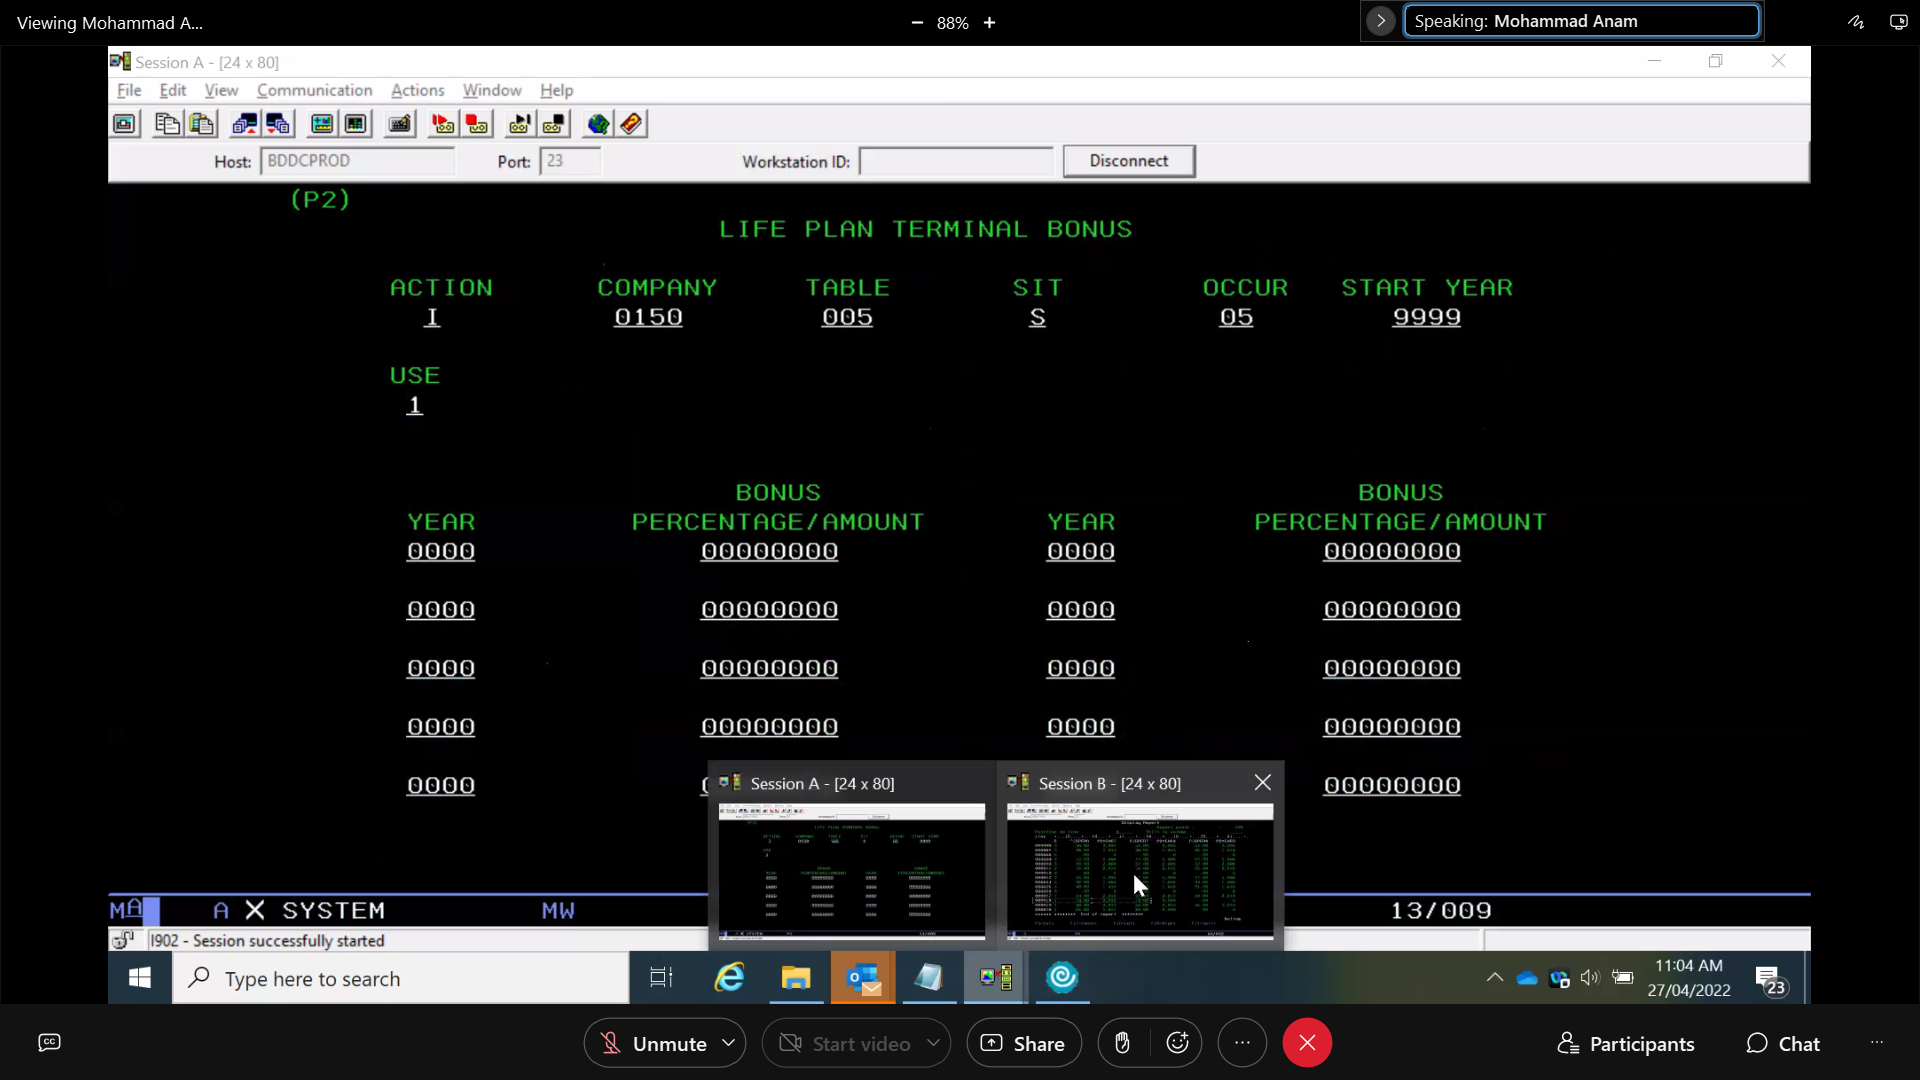 Viewing Mohammad A...
88%
Speaking: Mohammad Anam
Session A - [24 x 80]
File Edit View Communication Actions Window Help
Host: BDDCPROD Port: 23 Workstation ID: Disconnect
(P2)
LIFE PLAN TERMINAL BONUS
ACTION COMPANY TABLE SIT OCCUR START YEAR
I 0150 005 S 05 9999
USE
1
BONUS BONUS
YEAR PERCENTAGE/AMOUNT YEAR PERCENTAGE/AMOUNT
0000 00000000 0000 00000000
0000 00000000 0000 00000000
0000 00000000 0000 00000000
0000 00000000 0000 00000000
0000 00000000
Session A - [24 x 80] Session B - [24 x 80]
MA A X SYSTEM MW 13/009
I902 - Session successfully started
Type here to search
11:04 AM
27/04/2022
23
CC Unmute Start video Share Participants Chat